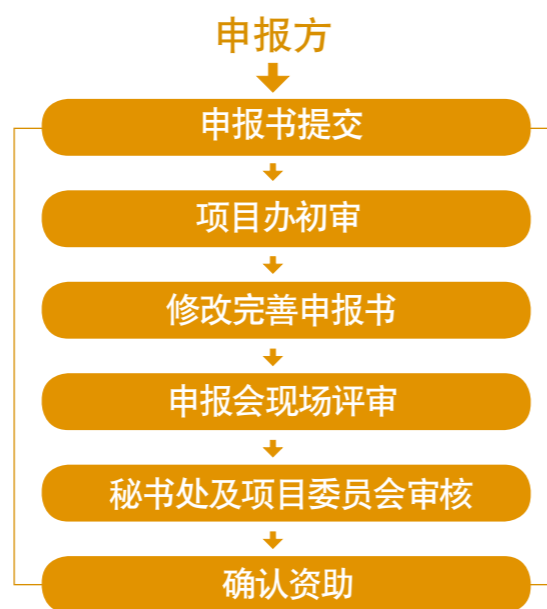 申报方
申报书提交
项目办初审
修改完善申报书
申报会现场评审
秘书处及项目委员会审核
确认资助